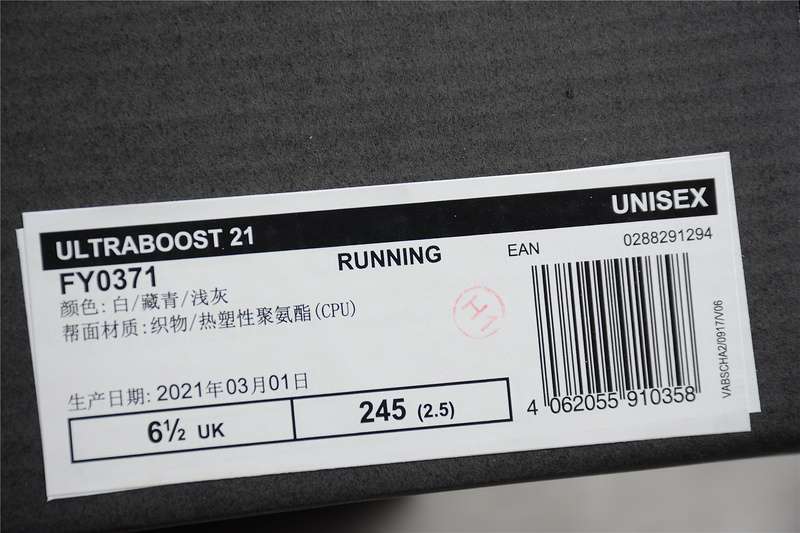 ULTRABOOST 21
UNISEX
FY0371
RUNNING
EAN
0288291294
颜色: 白/藏青/浅灰
帮面材质: 织物/热塑性聚氨酯(CPU)
H1
生产日期: 2021年03月01日
6½ UK
245 (2.5)
4 062055 910358
VABSCHA2/0917/V06